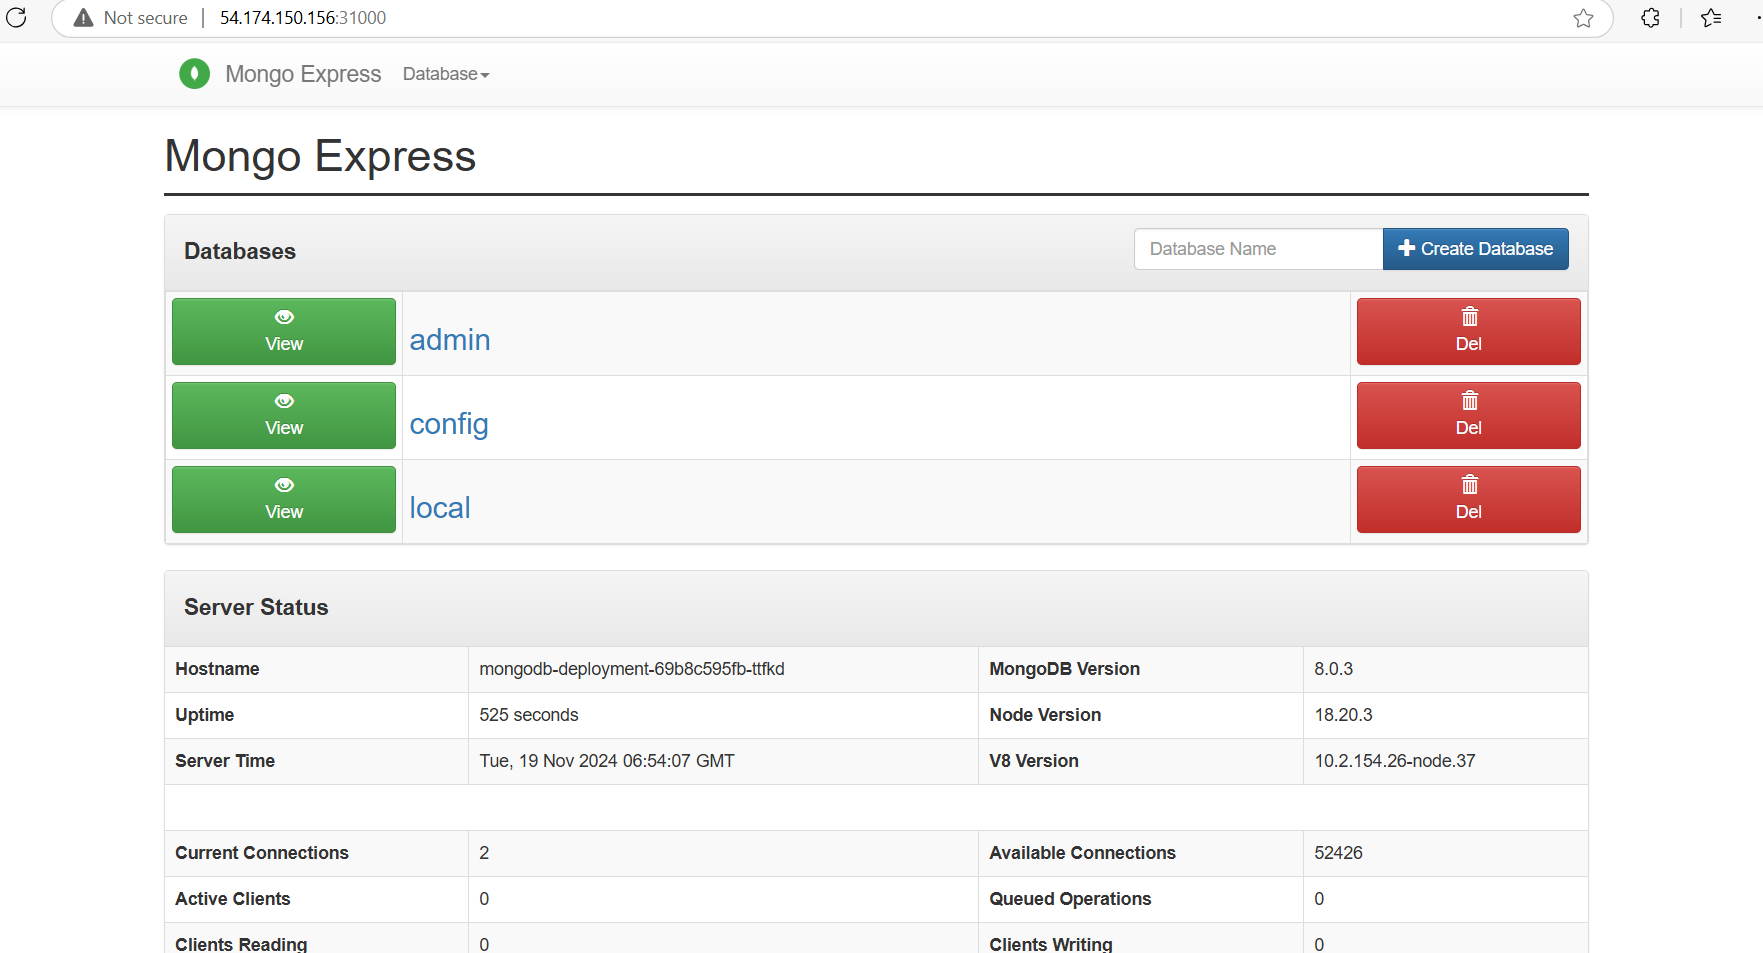 Not secure 54.174.150.156:31000
Mongo Express Database
Mongo Express
Databases Database Name Create Database
View admin Del
View config Del
View local Del
Server Status
Hostname mongodb-deployment-69b8c595fb-ttfkd MongoDB Version 8.0.3
Uptime 525 seconds Node Version 18.20.3
Server Time Tue, 19 Nov 2024 06:54:07 GMT V8 Version 10.2.154.26-node.37
Current Connections 2 Available Connections 52426
Active Clients 0 Queued Operations 0
Clients Reading 0 Clients Writing 0